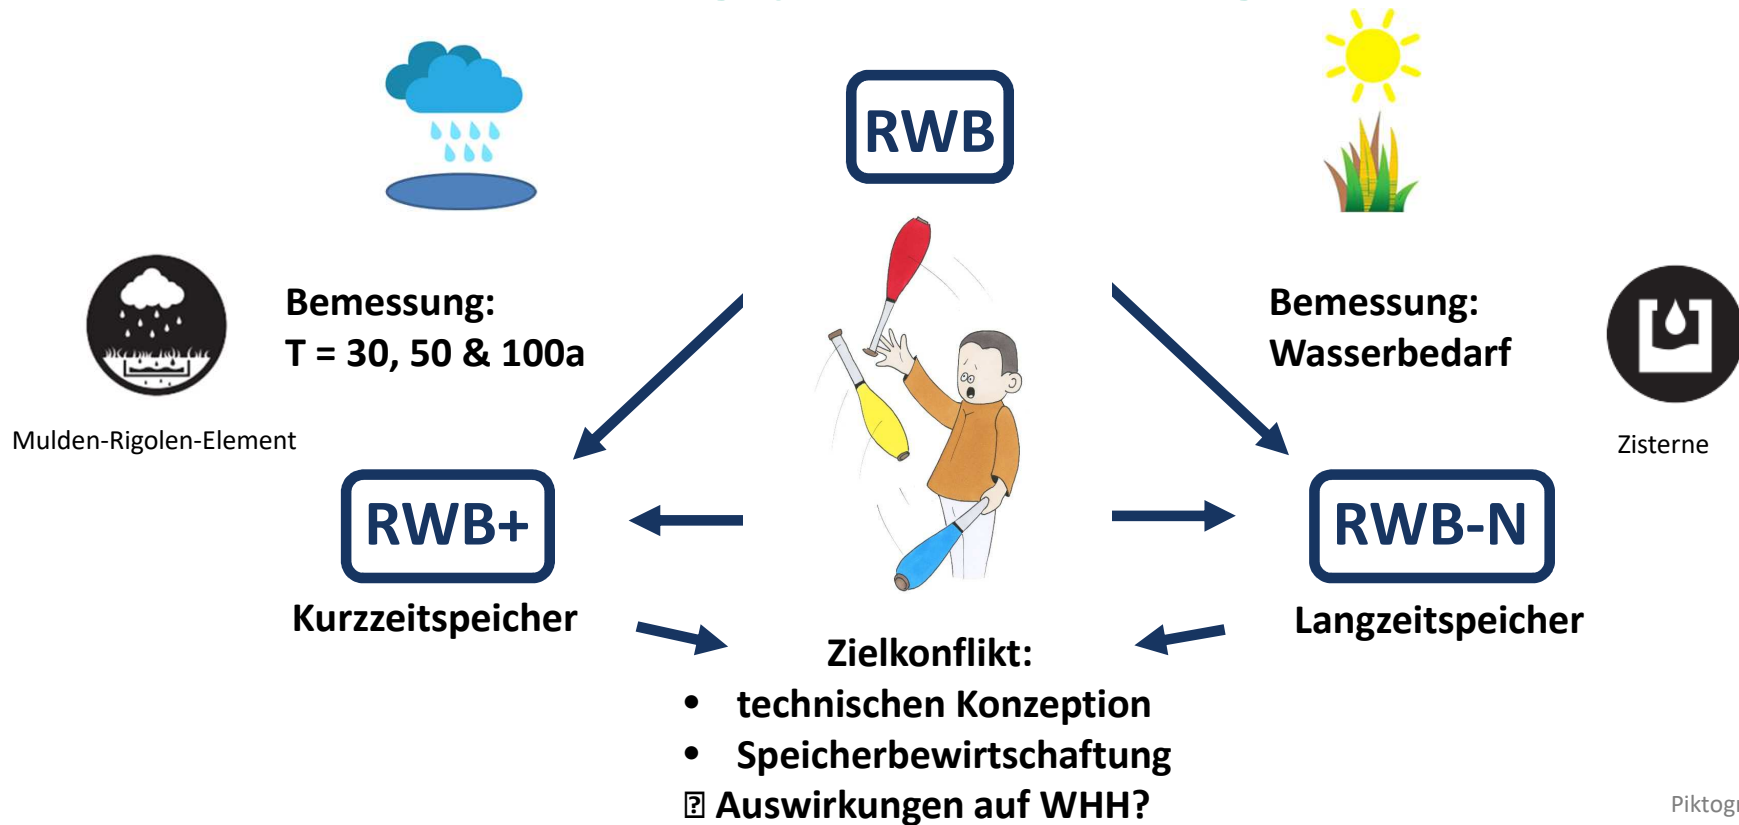 RWB
Bemessung:
T = 30, 50 & 100a
Bemessung:
Wasserbedarf
Mulden-Rigolen-Element
Zisterne
RWB+
RWB-N
Kurzzeitspeicher
Langzeitspeicher
Zielkonflikt:
• technischen Konzeption
• Speicherbewirtschaftung
Auswirkungen auf WHH?